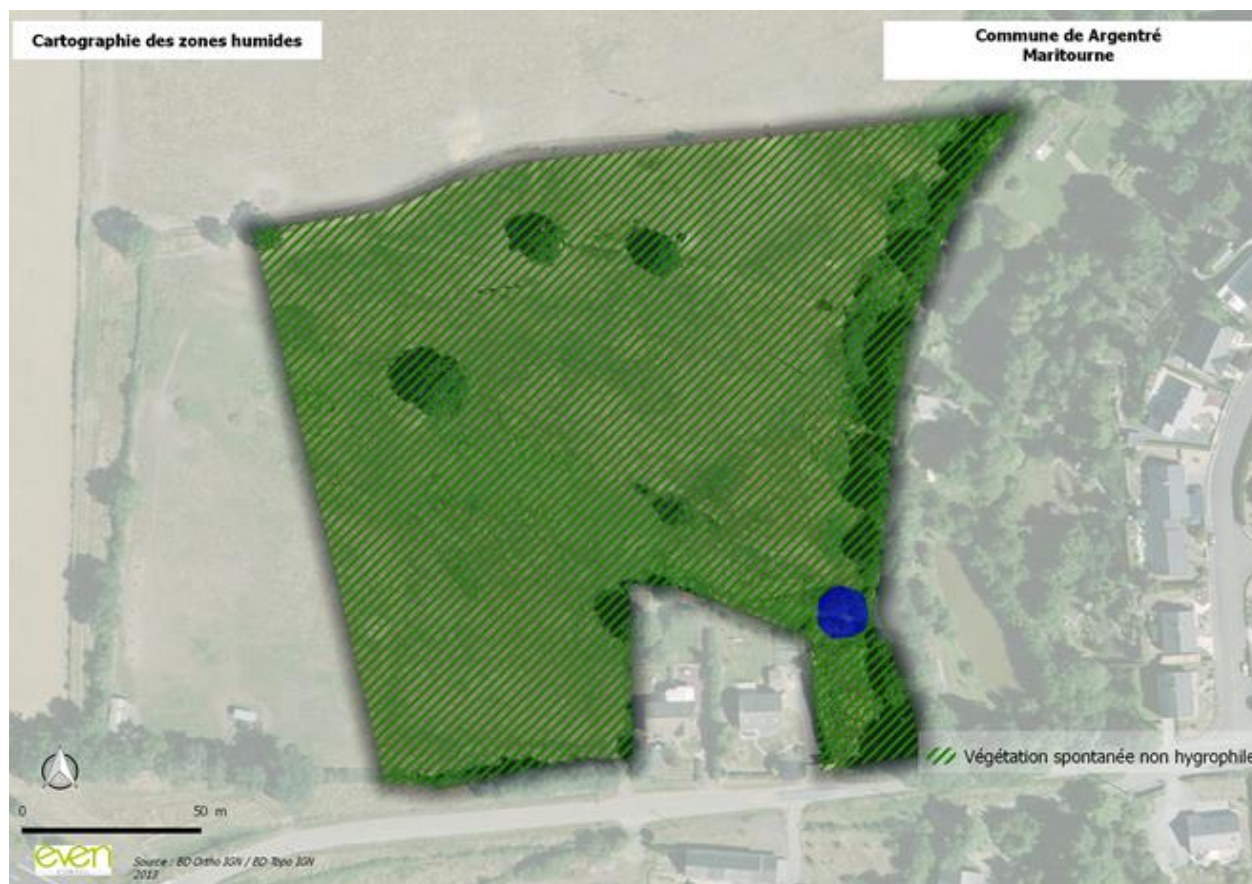 Cartographie des zones humides
Commune de Argentré
Maritourne
Végétation spontanée non hygrophile
0 50 m
even
Source : BD Ortho IGN / BD Topo IGN
2013